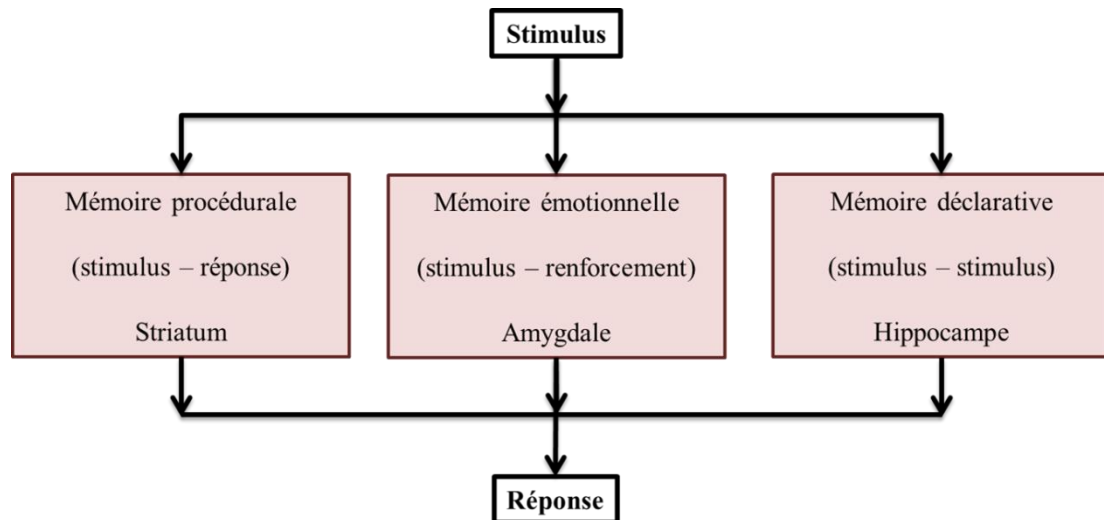 Stimulus
Mémoire procédurale
(stimulus – réponse)
Striatum
Mémoire émotionnelle
(stimulus – renforcement)
Amygdale
Mémoire déclarative
(stimulus – stimulus)
Hippocampe
Réponse